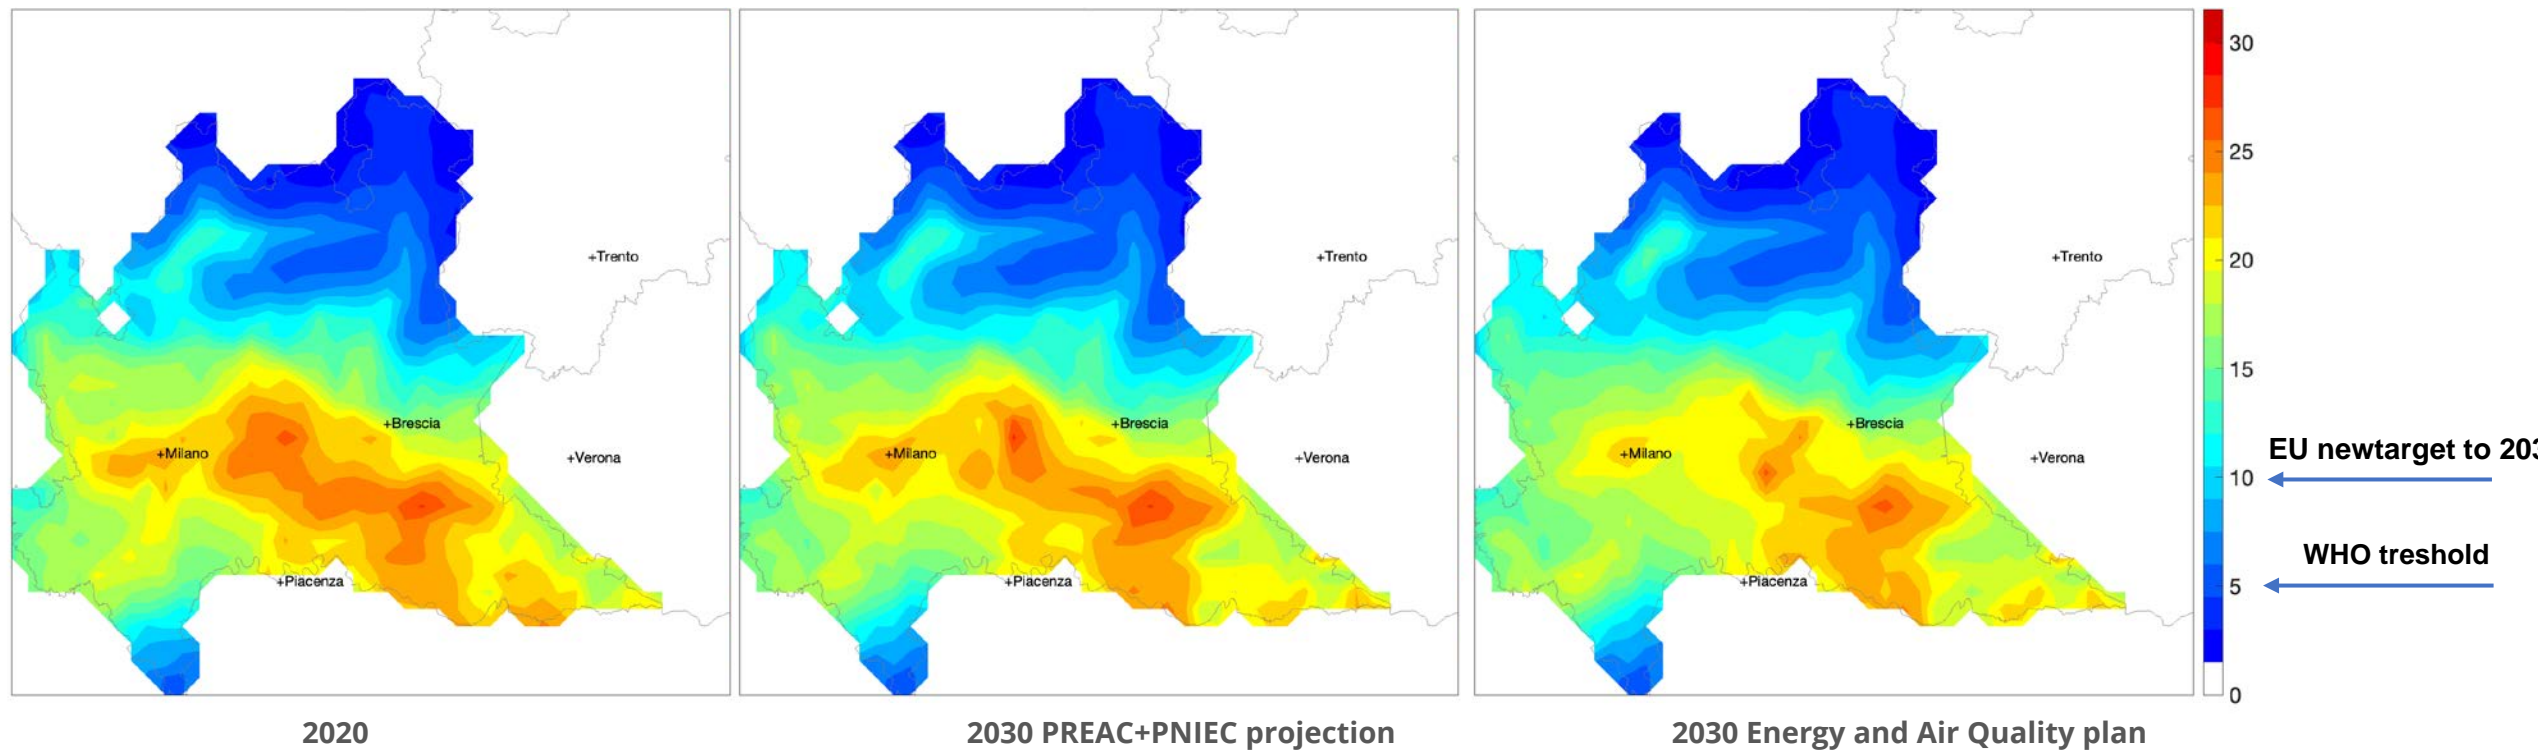 +Trento
+Brescia
+Milano
+Verona
+Piacenza
2020
+Trento
+Brescia
+Milano
+Verona
+Piacenza
2030 PREAC+PNIEC projection
+Trento
+Brescia
+Milano
+Verona
+Piacenza
2030 Energy and Air Quality plan
30
25
20
15
10
5
0
EU newtarget to
WHO treshold